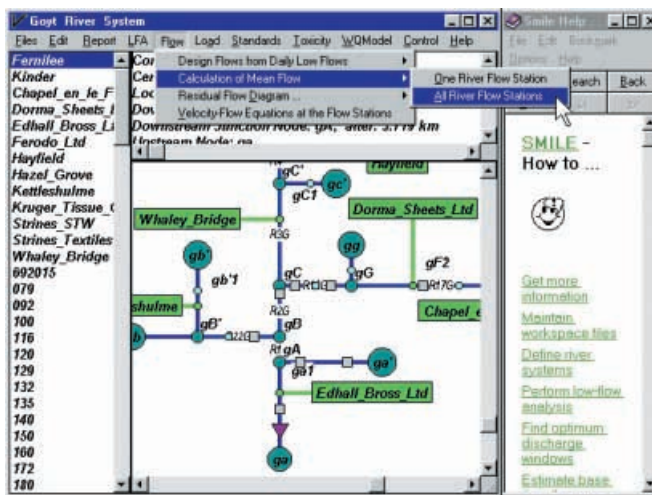 Goyt River System
Files Edit Report LFA Flow Load Standards Toxicity WQModel Control Help
Fernilee
Kinder
Chapel_en_le_F
Dorma_Sheets_
Edhall_Bross_Li
Ferodo_Ltd
Hayfield
Hazel_Grove
Kettleshulme
Kruger_Tissue_
Strines_STW
Strines_Textiles
Whaley_Bridge
692015
079
092
100
116
120
129
132
135
140
150
160
172
180
Design Flows from Daily Low Flows
Calculation of Mean Flow
Residual Flow Diagram ...
Velocity-Flow Equations at the Flow Stations
One River Flow Station
All River Flow Stations
Downstream Junction Node: gA, after: 3.719 km
Upstream Node: ga
gC'
gC1
gc'
Hayfield
Whaley_Bridge
Dorma_Sheets_Ltd
R3G
gb'
gg
gb'1
gC
gG
gF2
R17G
shulme
Chapel_e
R2G
gB'
gB
gA
ga1
ga'
Edhall_Bross_Ltd
ga
Smile Help
File Edit Bookmark
Options Help
earch Back
SMILE -
How to ...
Get more
information
Maintain
workspace files
Define river
systems
Perform low-flow
analysis
Find optimum
discharge
windows
Estimate base